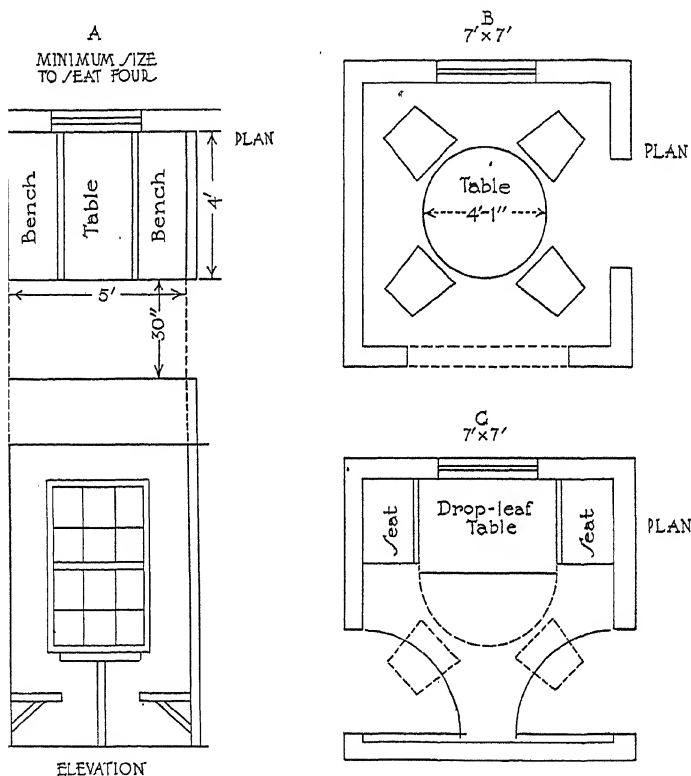 A
MINIMUM SIZE
TO SEAT FOUR
PLAN
Bench
Table
Bench
4'
5'
30"
ELEVATION
B
7'×7'
PLAN
Table
4'-1"
C
7'×7'
Seat
Drop-leaf
Table
Seat
PLAN